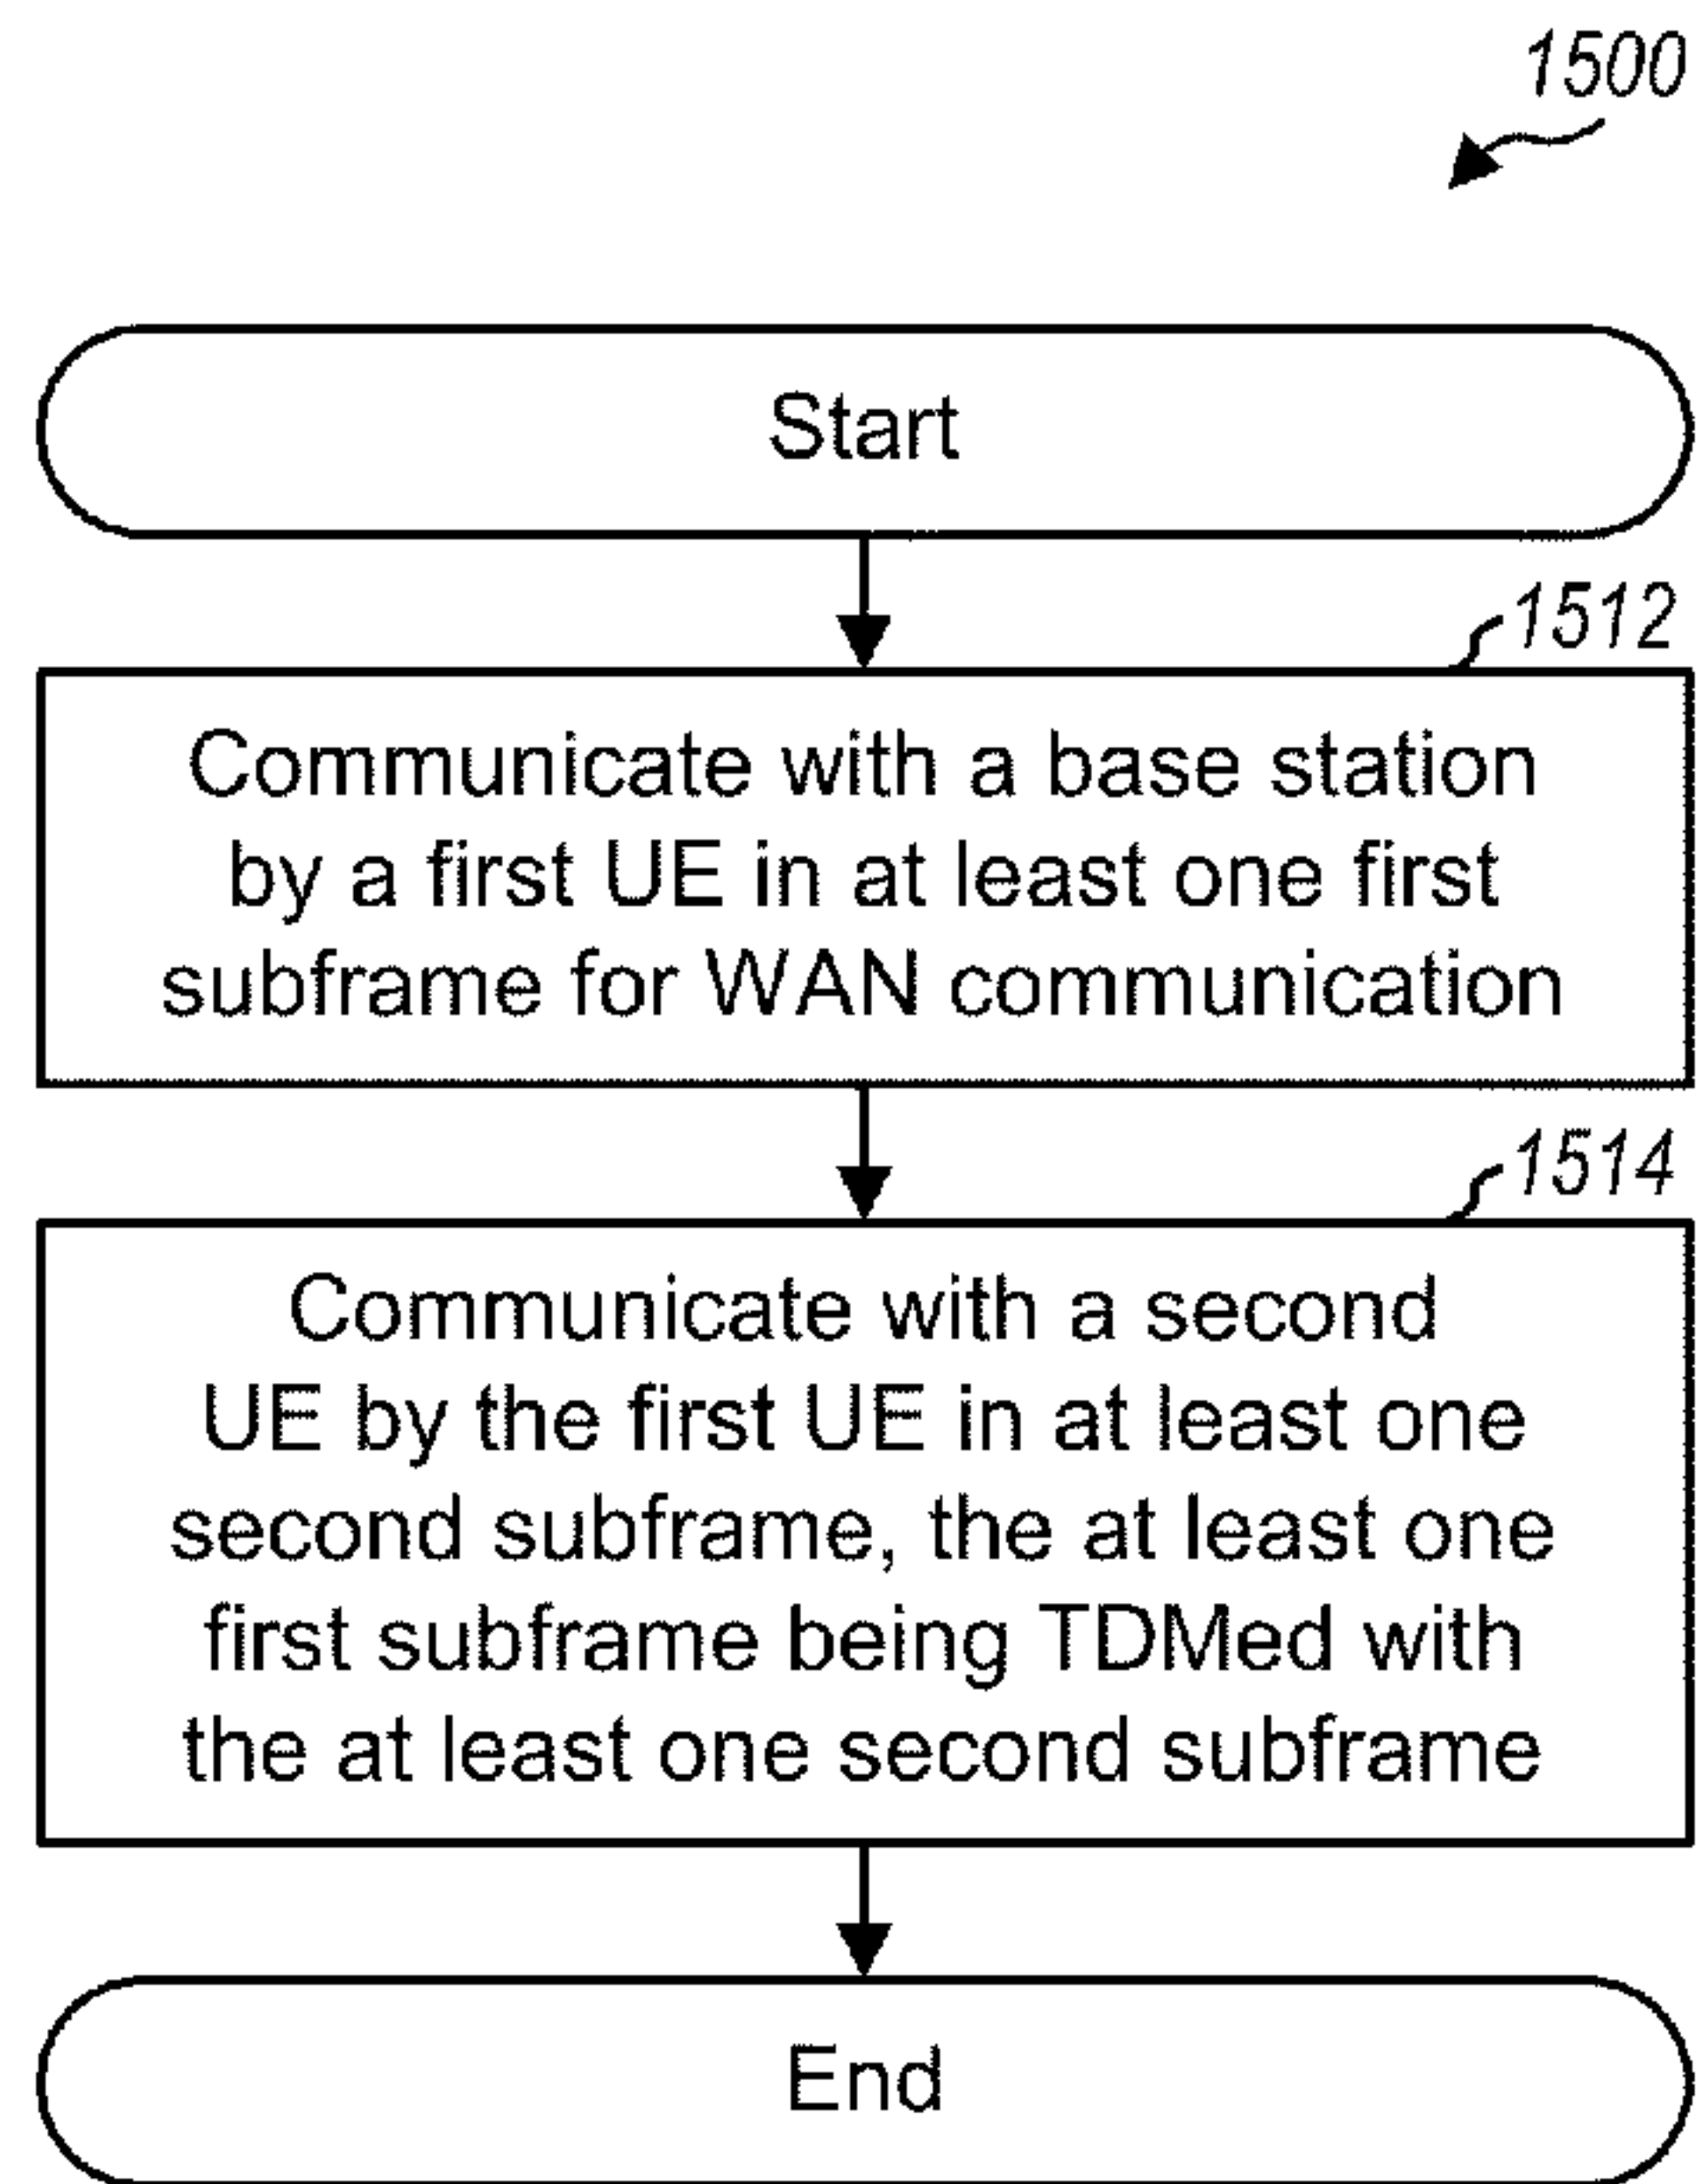 1500
Start
1512
Communicate with a base station
by a first UE in at least one first
subframe for WAN communication
1514
Communicate with a second
UE by the first UE in at least one
second subframe, the at least one
first subframe being TDMed with
the at least one second subframe
End